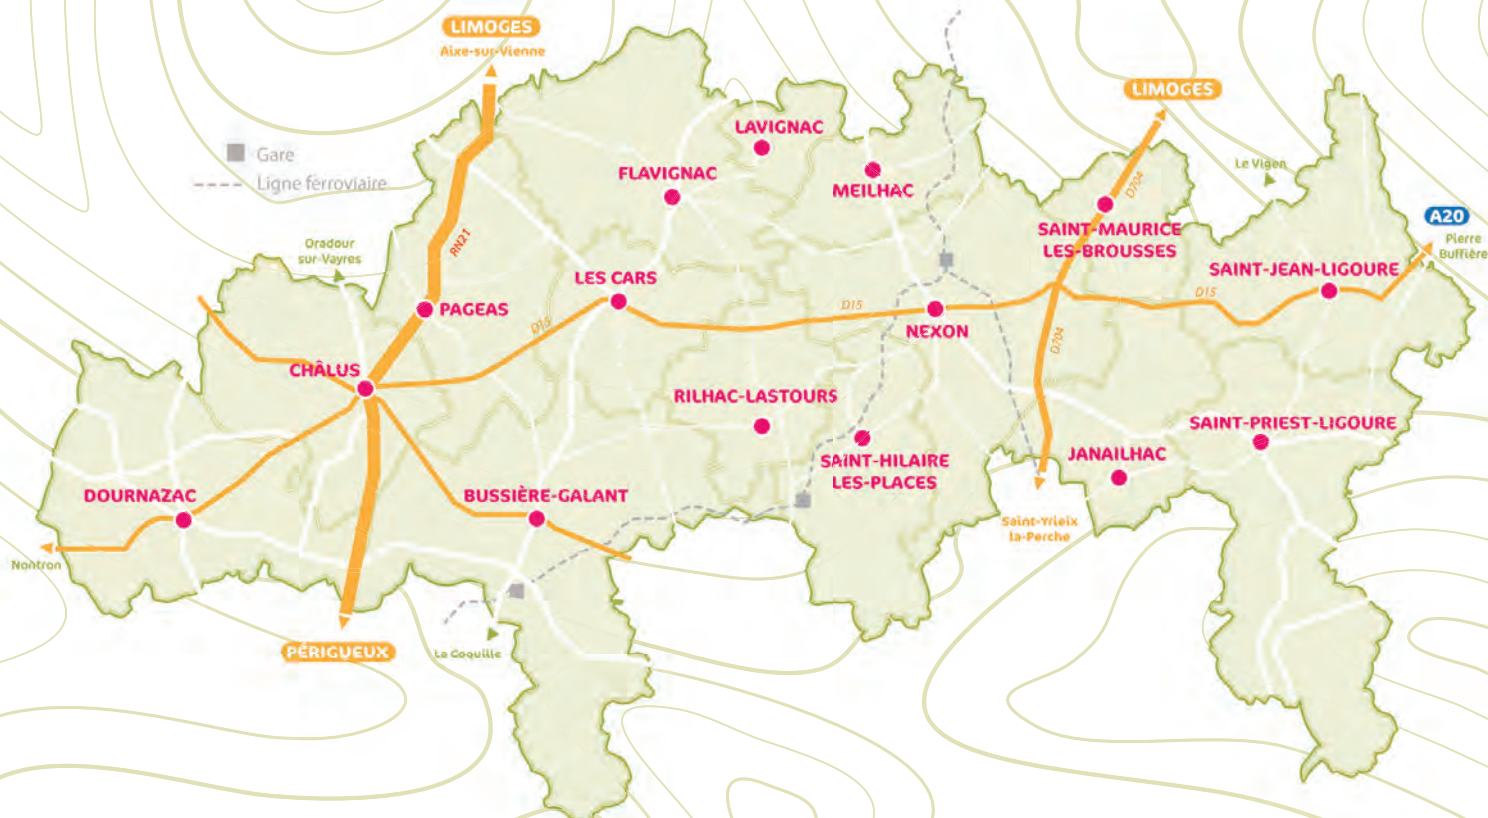 LIMOGES
Aixe-sur-Vienne
LIMOGES
LAVIGNAC
Gare
Le Vigen
FLAVIGNAC
Ligne ferroviaire
MEILHAC
D704
A20
SAINT-MAURICE
LES-BROUSSES
Pierre
Buffière
Oradour
sur-Vayres
RN21
SAINT-JEAN-LIGOURE
LES CARS
D15
D15
D15
PAGEAS
NEXON
D704
CHÂLUS
RILHAC-LASTOURS
SAINT-PRIEST-LIGOURE
JANAILHAC
SAINT-HILAIRE
LES-PLACES
DOURNAZAC
BUSSIÈRE-GALANT
Saint-Yrieix
la-Perche
Nontron
PÉRIGUEUX
La Coquille